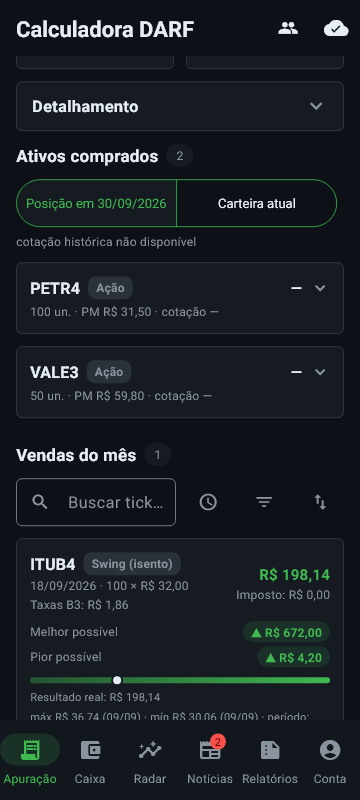 Calculadora DARF
Detalhamento
Ativos comprados 2
Posição em 30/09/2026 Carteira atual
cotação histórica não disponível
PETR4 Ação —
100 un. · PM R$ 31,50 · cotação —
VALE3 Ação —
50 un. · PM R$ 59,80 · cotação —
Vendas do mês 1
Buscar tick…
ITUB4 Swing (isento)
R$ 198,14
18/09/2026 · 100 × R$ 32,00
Imposto: R$ 0,00
Taxas B3: R$ 1,86
Melhor possível ▲ R$ 672,00
Pior possível ▲ R$ 4,20
Resultado real: R$ 198,14
máx R$ 36,74 (09/09) · mín R$ 30,06 (09/09) · período:
2
Apuração Caixa Radar Notícias Relatórios Conta